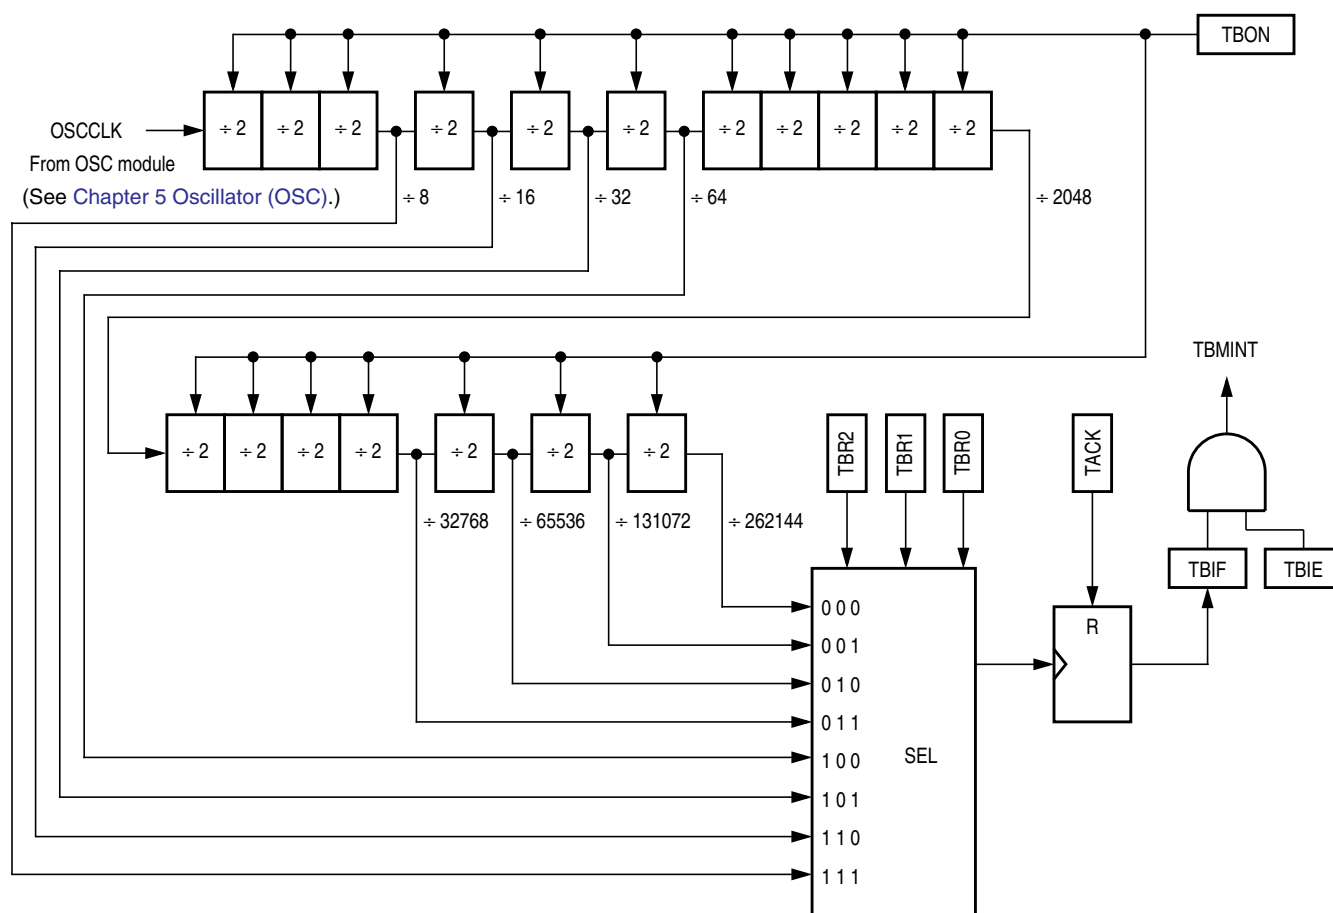 TBON
÷ 2 ÷ 2 ÷ 2 ÷ 2 ÷ 2 ÷ 2 ÷ 2 ÷ 2 ÷ 2 ÷ 2 ÷ 2
OSCCLK
From OSC module
(See Chapter 5 Oscillator (OSC).)
÷ 8 ÷ 16 ÷ 32 ÷ 64 ÷ 2048
TBMINT
÷ 2 ÷ 2 ÷ 2 ÷ 2 ÷ 2 ÷ 2 ÷ 2
TBR2 TBR1 TBR0 TACK
÷ 32768 ÷ 65536 ÷ 131072 ÷ 262144
TBIF TBIE
0 0 0
R
0 0 1
0 1 0
0 1 1
1 0 0
SEL
1 0 1
1 1 0
1 1 1